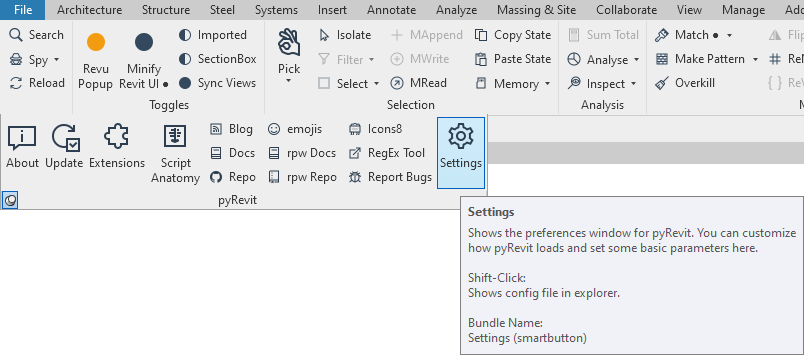 File Architecture Structure Steel Systems Insert Annotate Analyze Massing & Site Collaborate View Manage
Search Imported Isolate MAppend Copy State Sum Total Match
Spy Revu Popup Minify Revit UI SectionBox Pick Filter MWrite Paste State Analyse Make Pattern
Reload Sync Views Select MRead Memory Inspect Overkill
Toggles Selection Analysis
Blog emojis Icons8
About Update Extensions Script Anatomy Docs rpw Docs RegEx Tool Settings
Repo rpw Repo Report Bugs
pyRevit
Settings
Shows the preferences window for pyRevit. You can customize
how pyRevit loads and set some basic parameters here.
Shift-Click:
Shows config file in explorer.
Bundle Name:
Settings (smartbutton)